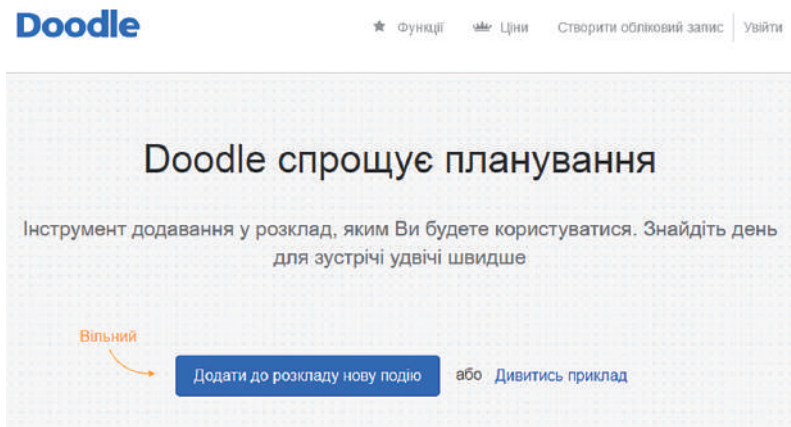 Doodle
Функції Ціни Створити обліковий запис Увійти
Doodle спрощує планування
Інструмент додавання у розклад, яким Ви будете користуватися. Знайдіть день
для зустрічі удвічі швидше
Вільний
Додати до розкладу нову подію або Дивитись приклад